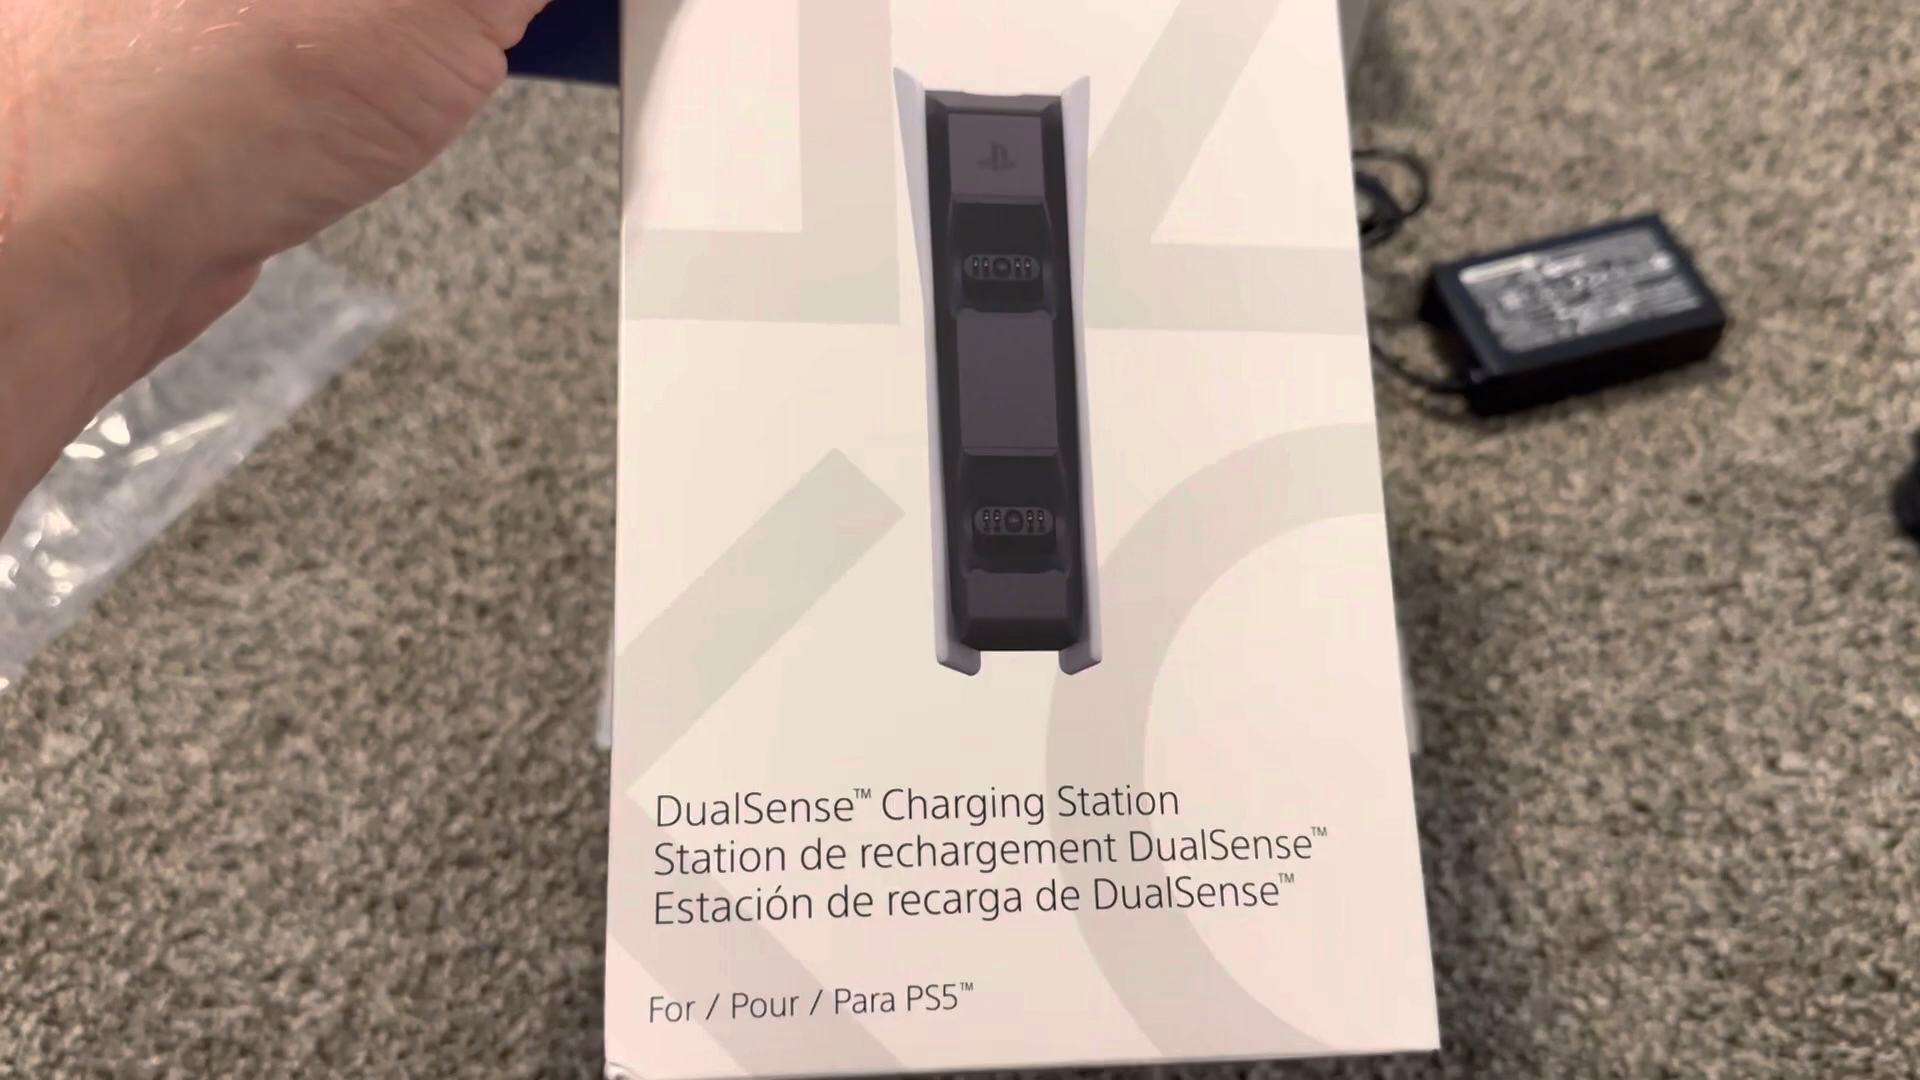 DualSense™ Charging Station
Station de rechargement DualSense™
Estación de recarga de DualSense™
For / Pour / Para PS5™